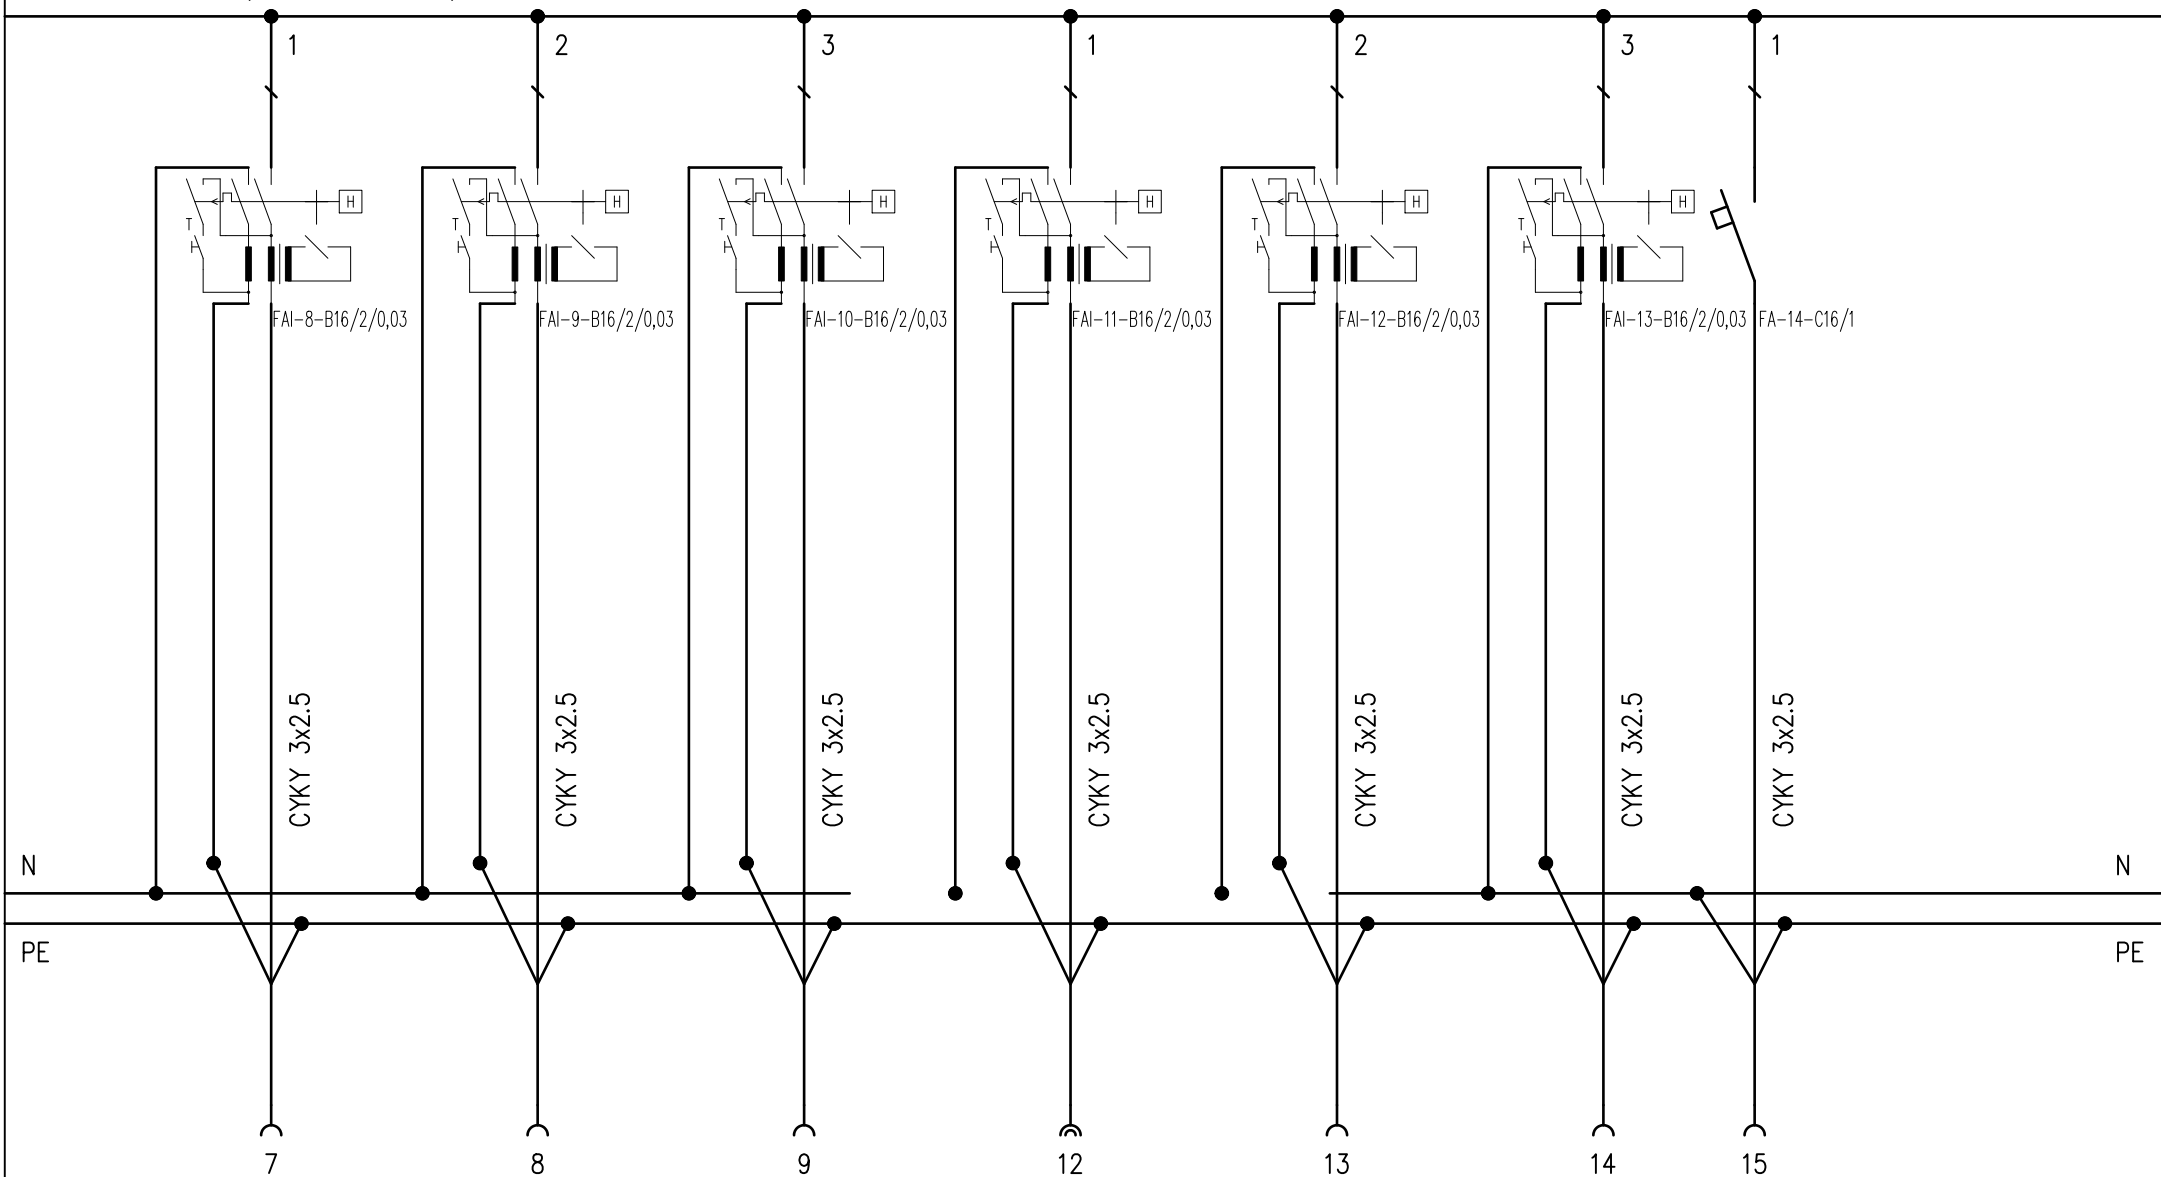 1 2 3 1 2 3 1
H H H H H H
T T T T T T
FAI-8-B16/2/0,03 FAI-9-B16/2/0,03 FAI-10-B16/2/0,03 FAI-11-B16/2/0,03 FAI-12-B16/2/0,03 FAI-13-B16/2/0,03 FA-14-C16/1
CYKY 3x2.5
CYKY 3x2.5
CYKY 3x2.5
CYKY 3x2.5
CYKY 3x2.5
CYKY 3x2.5
CYKY 3x2.5
N N
PE PE
7 8 9 12 13 14 15